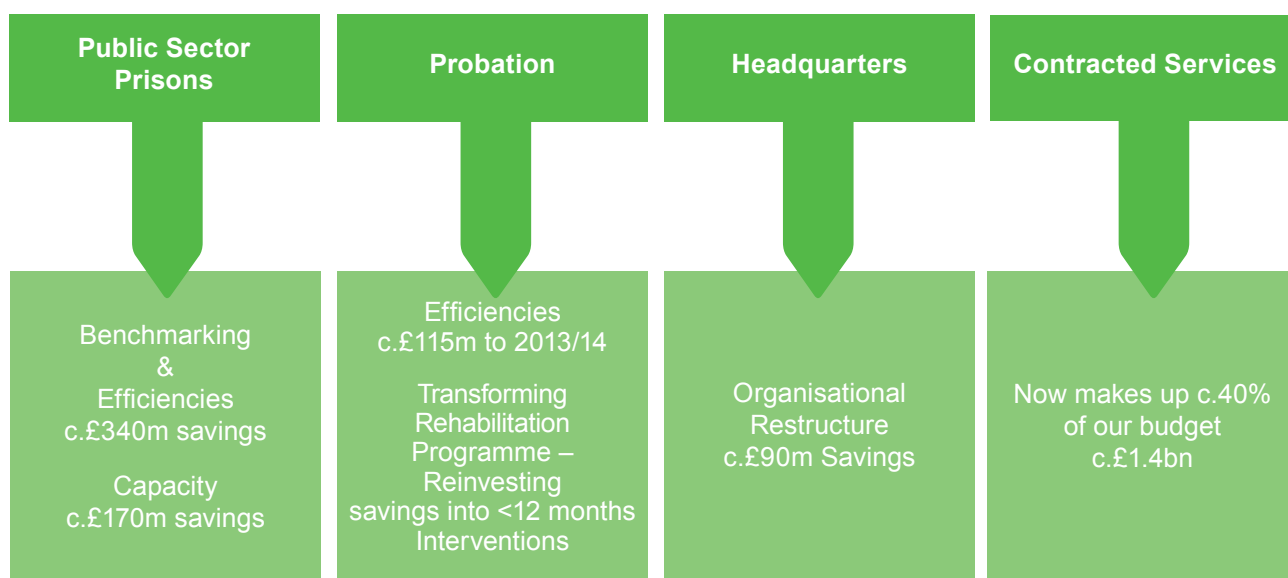 Public Sector
Prisons
Benchmarking
&
Efficiencies
c.£340m savings
Capacity
c.£170m savings
Probation
Efficiencies
c.£115m to 2013/14
Transforming
Rehabilitation
Programme –
Reinvesting
savings into <12 months
Interventions
Headquarters
Organisational
Restructure
c.£90m Savings
Contracted Services
Now makes up c.40%
of our budget
c.£1.4bn